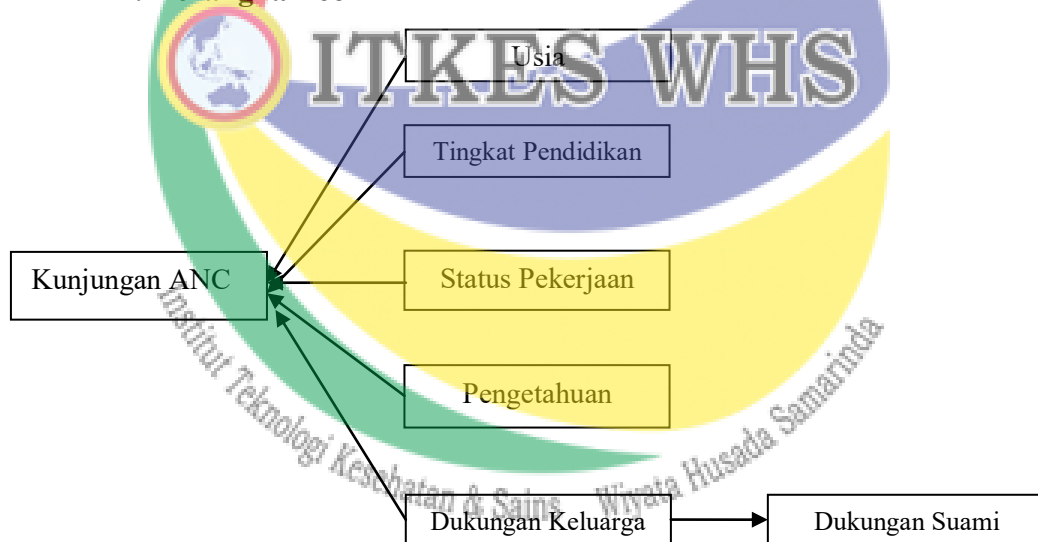 ITKES WHS
Usia
Tingkat Pendidikan
Kunjungan ANC
Status Pekerjaan
Pengetahuan
Dukungan Keluarga
Dukungan Suami
Institut Teknologi Kesehatan & Sains Wiyata Husada Samarinda